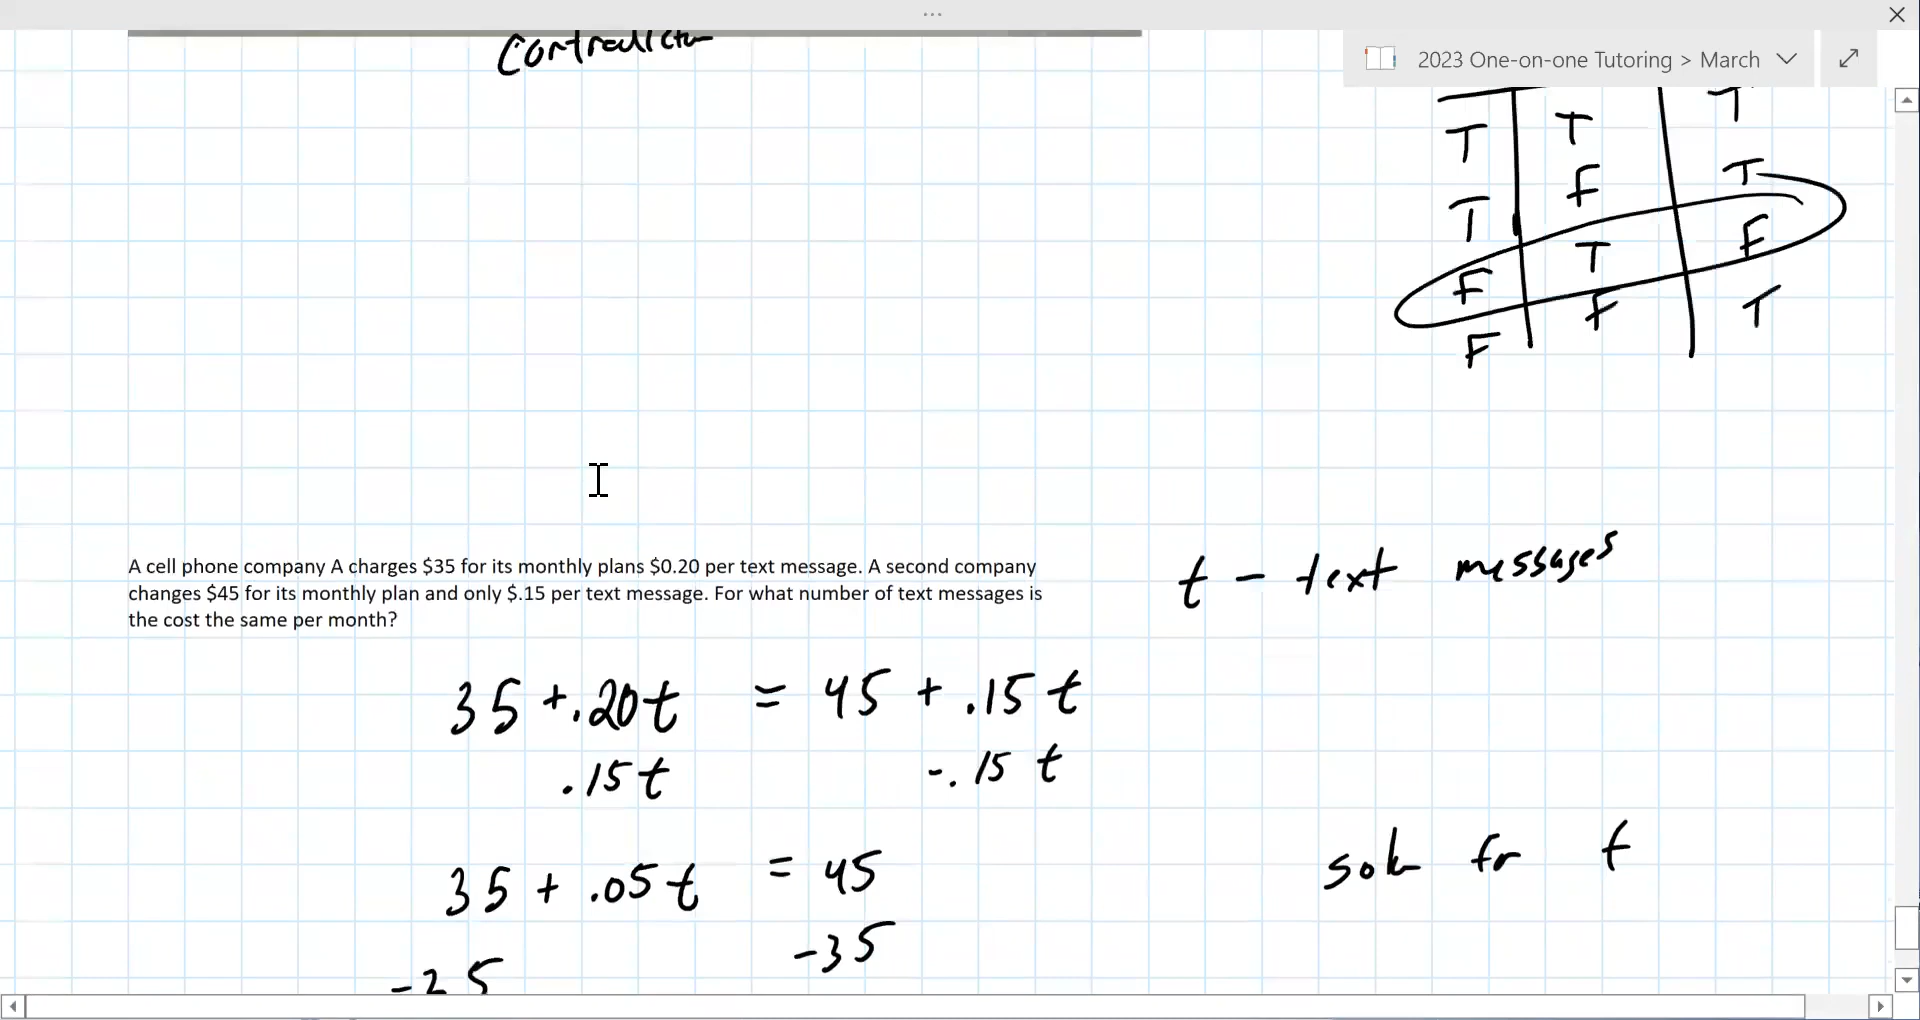 ...
2023 One-on-one Tutoring > March
Contradiction
T
T T
T
F
T
F
T
F
F T
F
A cell phone company A charges $35 for its monthly plans $0.20 per text message. A second company
changes $45 for its monthly plan and only $.15 per text message. For what number of text messages is
the cost the same per month?
t - text messages
35 + .20t = 45 + .15t
.15t -.15t
35 + .05t = 45
solve for t
-35
-35